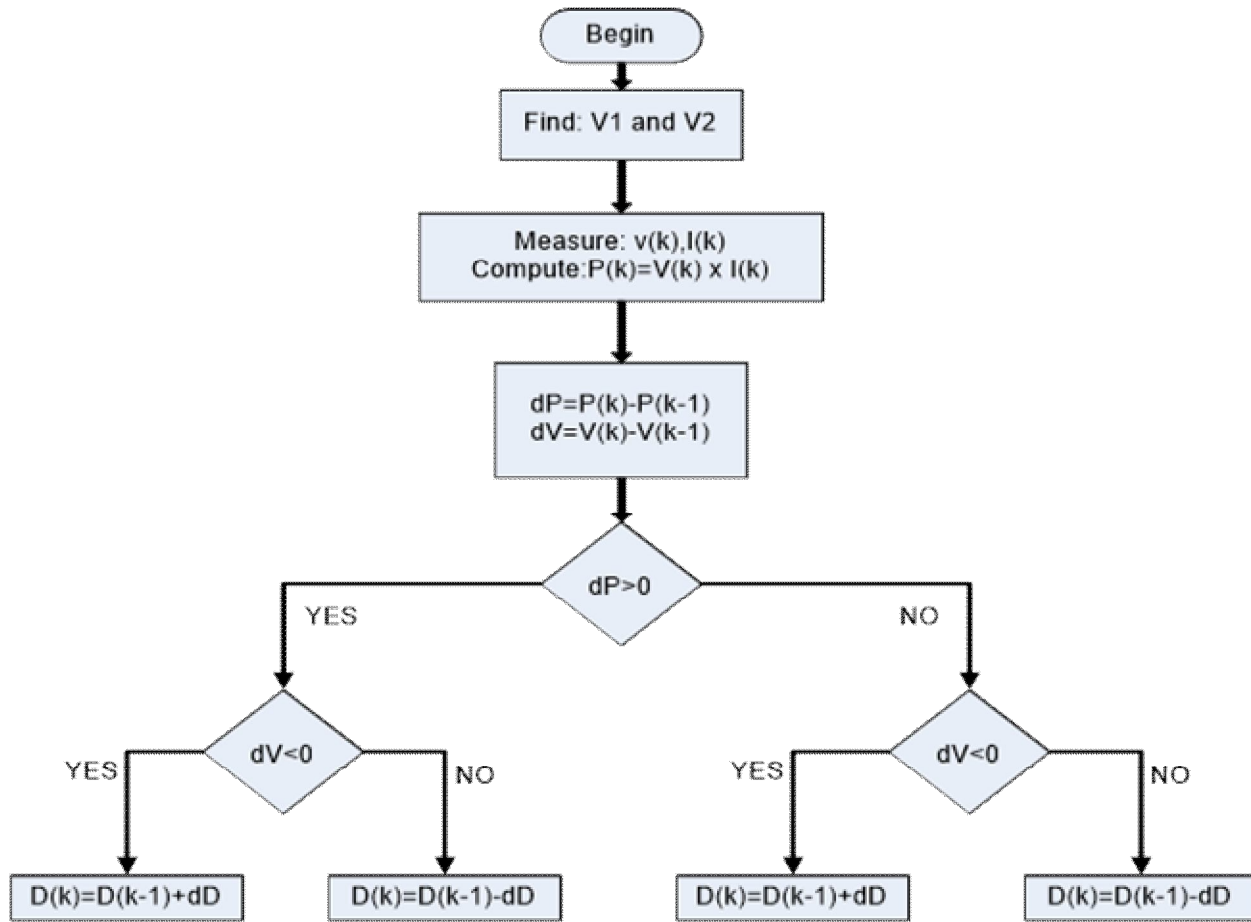 Begin
Find: V1 and V2
Measure: v(k),I(k)
Compute:P(k)=V(k) x I(k)
dP=P(k)-P(k-1)
dV=V(k)-V(k-1)
dP>0
YES
NO
dV<0
dV<0
YES
NO
YES
NO
D(k)=D(k-1)+dD
D(k)=D(k-1)-dD
D(k)=D(k-1)+dD
D(k)=D(k-1)-dD